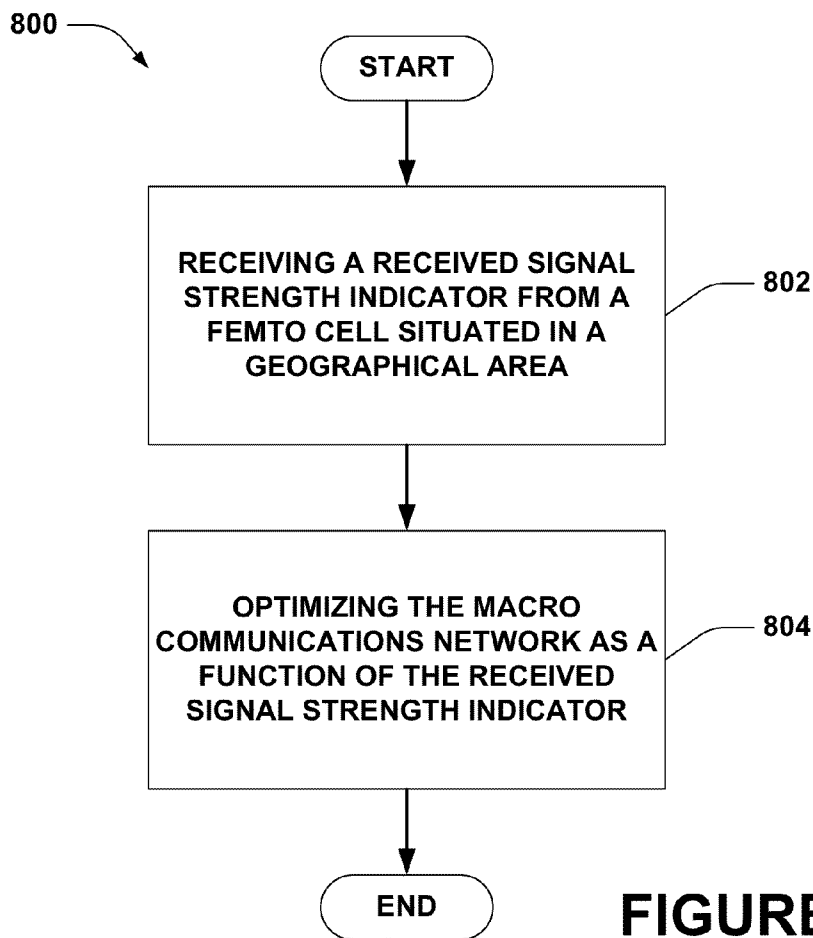 800
START
RECEIVING A RECEIVED SIGNAL
STRENGTH INDICATOR FROM A
FEMTO CELL SITUATED IN A
GEOGRAPHICAL AREA
802
OPTIMIZING THE MACRO
COMMUNICATIONS NETWORK AS A
FUNCTION OF THE RECEIVED
SIGNAL STRENGTH INDICATOR
804
END
FIGURE